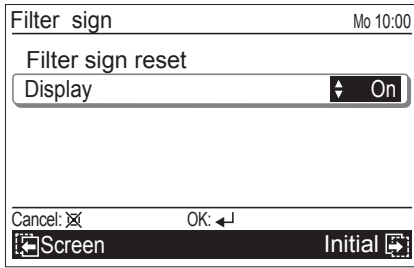 Filter sign Mo 10:00
Filter sign reset
Display On
Cancel: OK:
Screen Initial